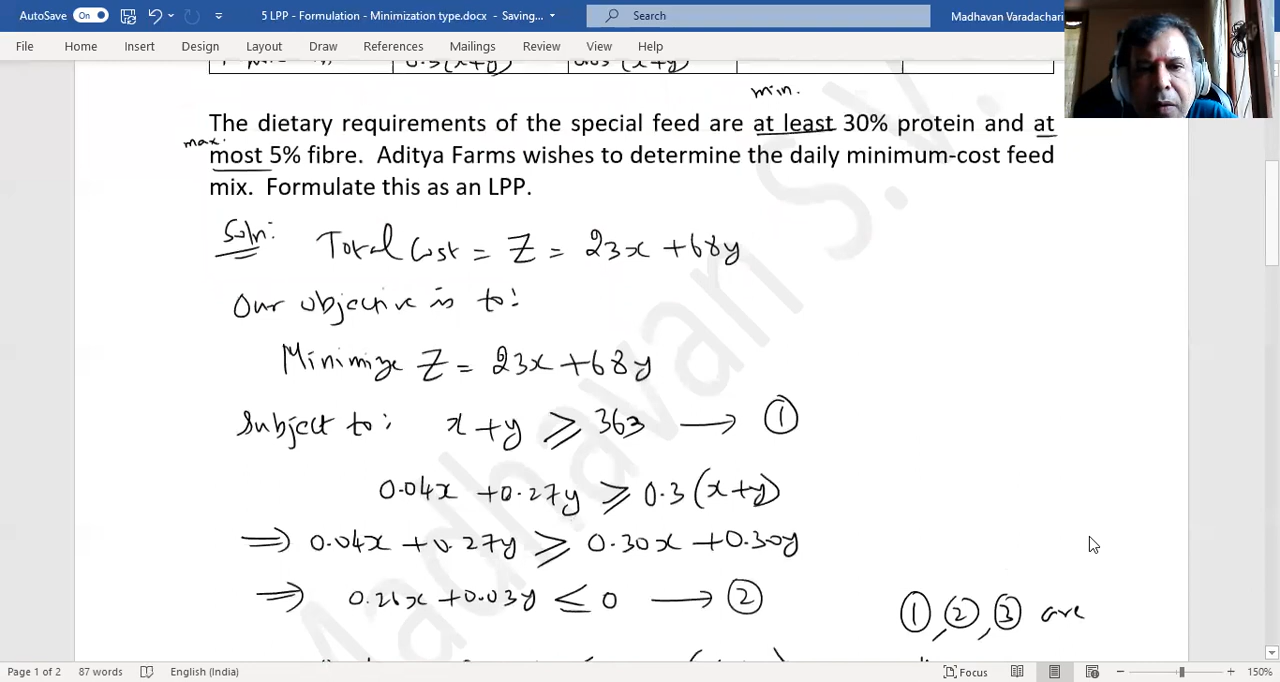 AutoSave On 5 LPP - Formulation - Minimization type.docx - Saving... Search Madhavan Varadachari
File Home Insert Design Layout Draw References Mailings Review View Help
0.3(x+y) 0.05(x+y)
min.
The dietary requirements of the special feed are at least 30% protein and at
max.
most 5% fibre. Aditya Farms wishes to determine the daily minimum-cost feed
mix. Formulate this as an LPP.
Soln: Total Cost = Z = 23x + 68y
Our objective is to:
Minimize Z = 23x + 68y
Subject to: x + y ≥ 363 → ①
0.04x + 0.27y ≥ 0.3(x+y)
⇒ 0.04x + 0.27y ≥ 0.30x + 0.30y
⇒ 0.26x + 0.03y ≤ 0 → ②
①, ②, ③ are
Madhavan S.V.
Page 1 of 2 87 words English (India) Focus 150%